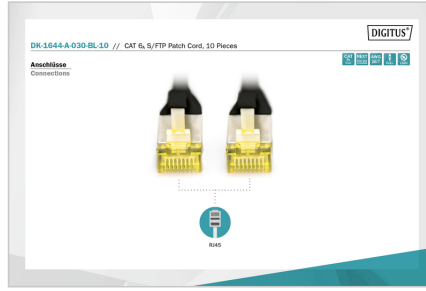 DIGITUS®
DK-1644-A-030-BL-10 // CAT 6A S/FTP Patch Cord, 10 Pieces
Anschlüsse
Connections
RJ45